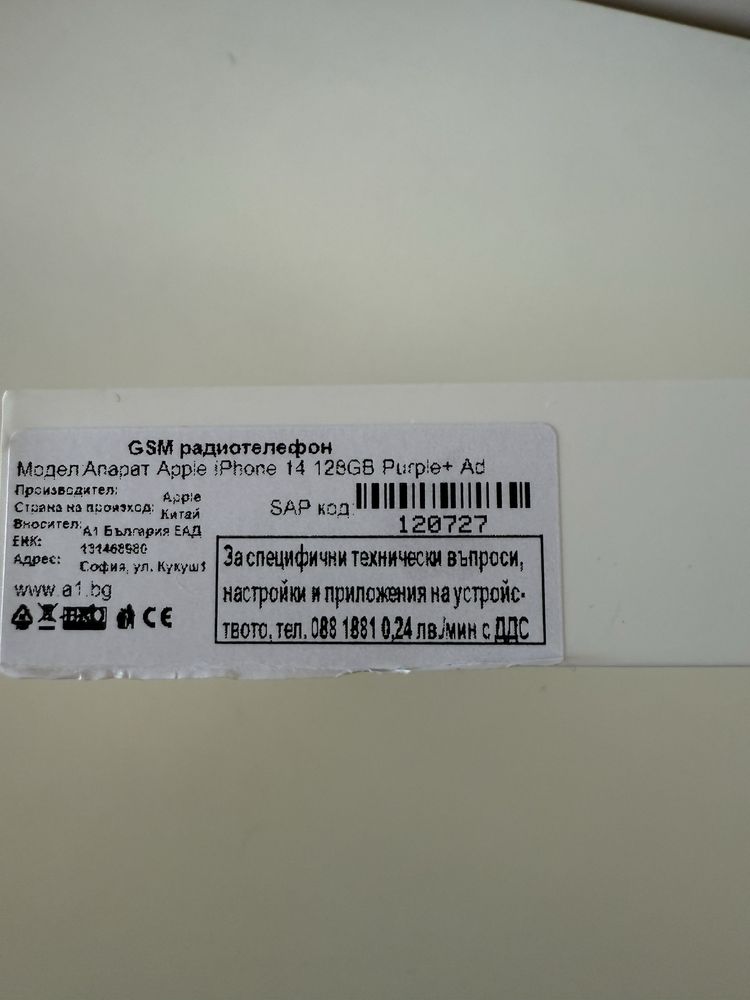 GSM радиотелефон
Модел Апарат Apple iPhone 14 128GB Purple+ Ad
Производител: Apple
Страна на произход: Китай
Вносител: А1 България ЕАД
ЕИК: 131468980
Адрес: София, ул. Кукуш1
www.a1.bg
SAP код:
120727
За специфични технически въпроси,
настройки и приложения на устройс-
твото, тел. 088 1881 0,24 лв./мин с ДДС
CE